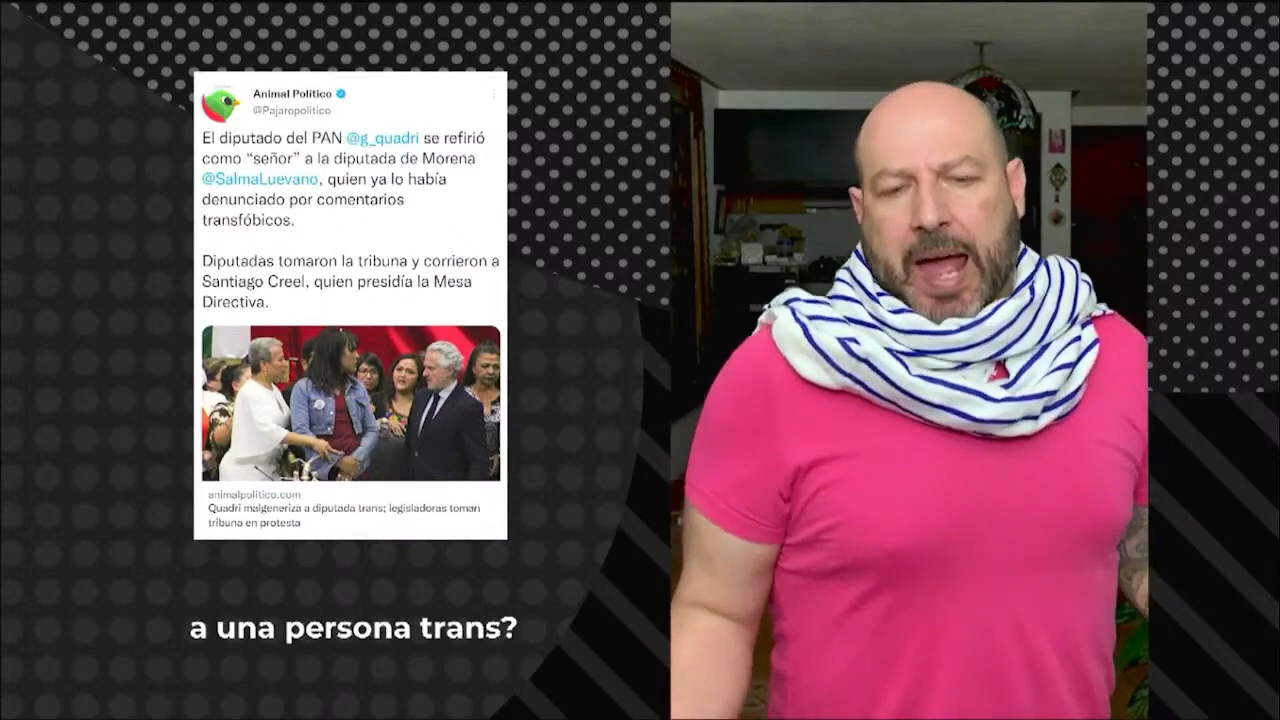 Animal Político
@Pajaropolitico
El diputado del PAN @g_quadri se refirió
como “señor” a la diputada de Morena
@SalmaLuevano, quien ya lo había
denunciado por comentarios
transfóbicos.
Diputadas tomaron la tribuna y corrieron a
Santiago Creel, quien presidía la Mesa
Directiva.
animalpolitico.com
Quadri malgeneriza a diputada trans; legisladoras toman
tribuna en protesta
a una persona trans?